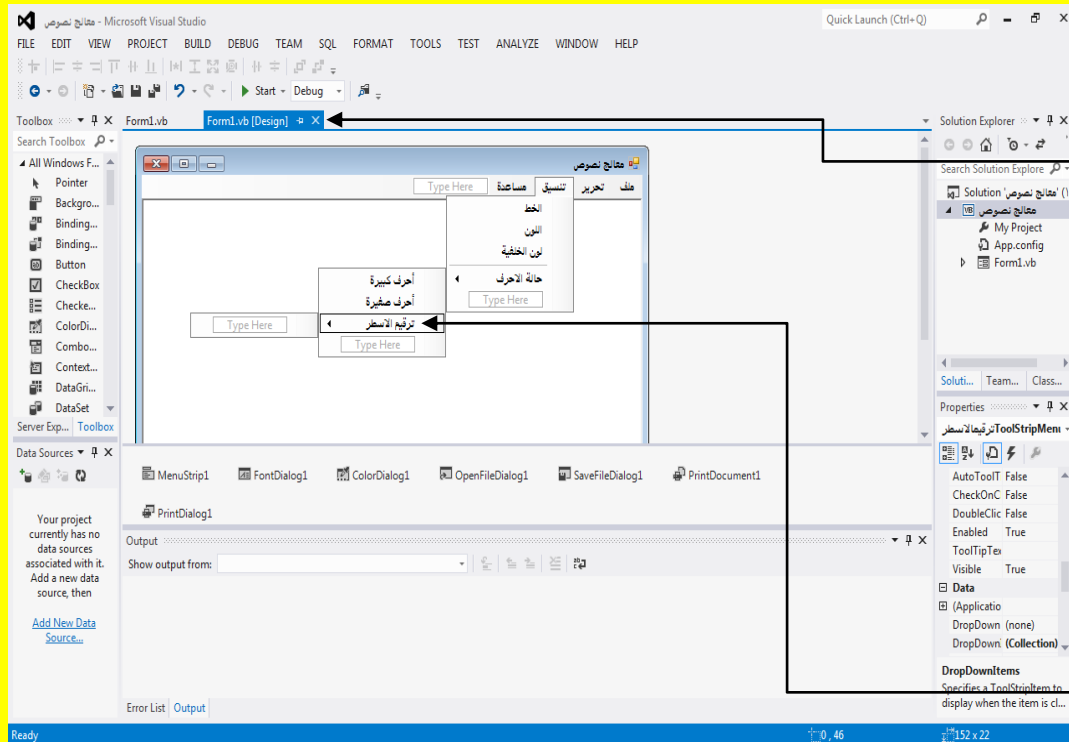 معالج نصوص - Microsoft Visual Studio
Quick Launch (Ctrl+Q)
FILE EDIT VIEW PROJECT BUILD DEBUG TEAM SQL FORMAT TOOLS TEST ANALYZE WINDOW HELP
Start Debug
Toolbox
Search Toolbox
All Windows F...
Pointer
Backgro...
Binding...
Binding...
Button
CheckBox
Checke...
ColorDi...
Combo...
Context...
DataGri...
DataSet
Server Exp... Toolbox
Data Sources
Your project
currently has no
data sources
associated with it.
Add a new data
source, then
Add New Data
Source...
Form1.vb Form1.vb [Design]
معالج نصوص
ملف تحرير تنسيق مساعدة Type Here
الخط
اللون
لون الخلفية
حالة الاحرف
Type Here
أحرف كبيرة
أحرف صغيرة
ترقيم الاسطر
Type Here
Type Here
MenuStrip1 FontDialog1 ColorDialog1 OpenFileDialog1 SaveFileDialog1 PrintDocument1
PrintDialog1
Output
Show output from:
Error List Output
Solution Explorer
Search Solution Explore
Solution 'معالج نصوص' (١
معالج نصوص
My Project
App.config
Form1.vb
Soluti... Team... Class...
Properties
ترقيمالاسطرToolStripMenu
AutoToolT False
CheckOnC False
DoubleClic False
Enabled True
ToolTipTex
Visible True
Data
(Applicatio
DropDown (none)
DropDown (Collection)
DropDownItems
Specifies a ToolStripItem to
display when the item is cl...
Ready 0 , 46 152 x 22